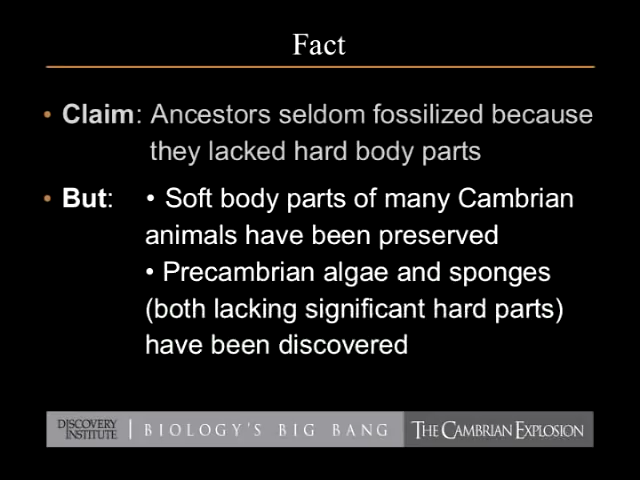 Fact
• Claim: Ancestors seldom fossilized because
they lacked hard body parts
• But: • Soft body parts of many Cambrian
animals have been preserved
• Precambrian algae and sponges
(both lacking significant hard parts)
have been discovered
DISCOVERY
INSTITUTE | BIOLOGY'S BIG BANG THE CAMBRIAN EXPLOSION